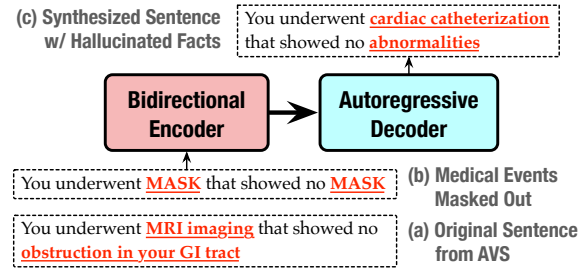 (c) Synthesized Sentence
w/ Hallucinated Facts
You underwent cardiac catheterization
that showed no abnormalities
Bidirectional
Encoder
Autoregressive
Decoder
You underwent MASK that showed no MASK
(b) Medical Events
Masked Out
You underwent MRI imaging that showed no
obstruction in your GI tract
(a) Original Sentence
from AVS